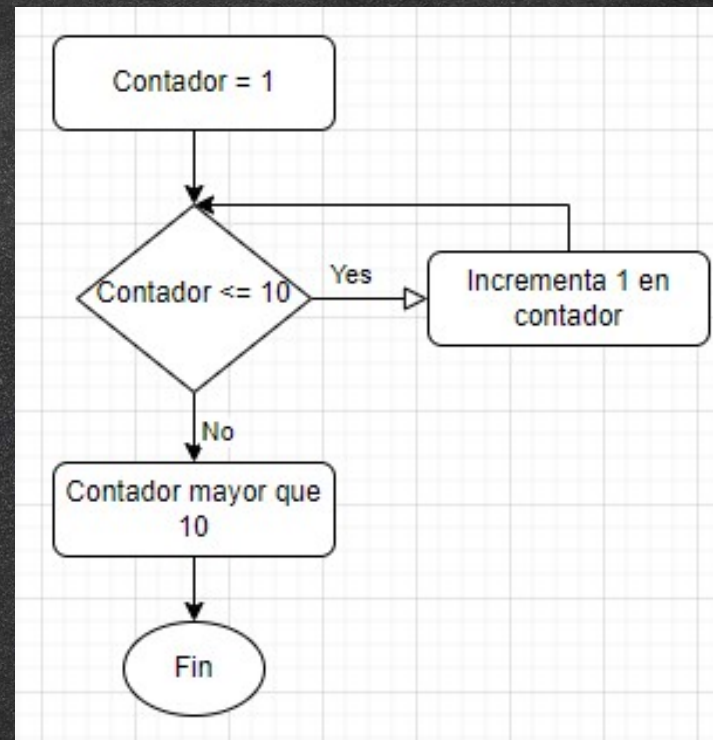 Contador = 1
Contador <= 10
Yes
Incrementa 1 en
contador
No
Contador mayor que
10
Fin